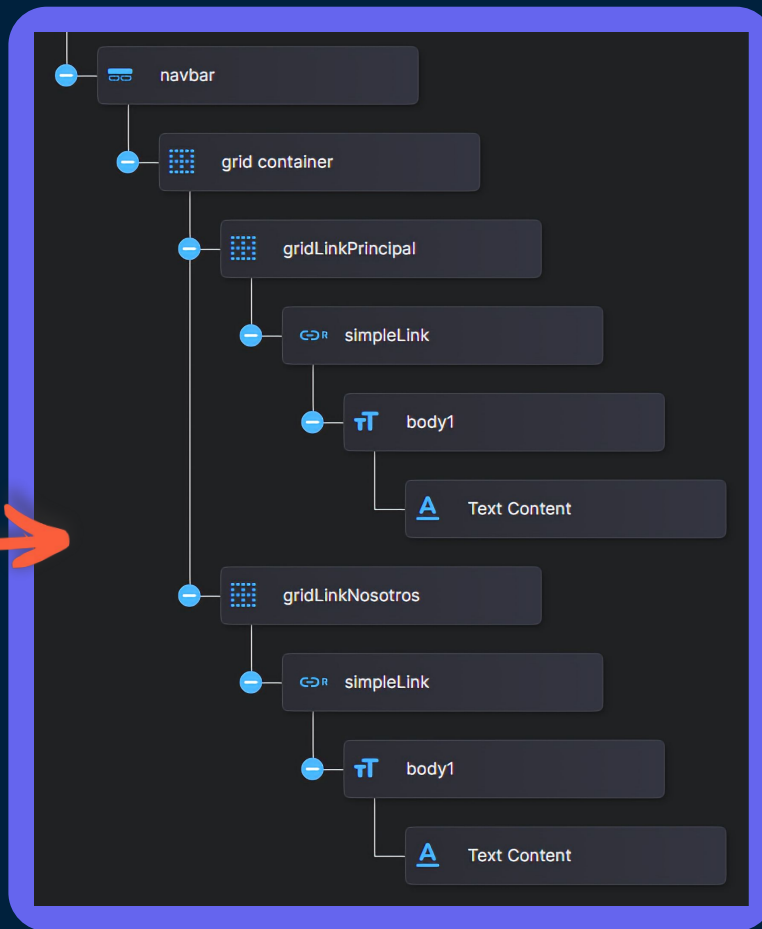 navbar
grid container
gridLinkPrincipal
R simpleLink
body1
A Text Content
gridLinkNosotros
R simpleLink
body1
A Text Content